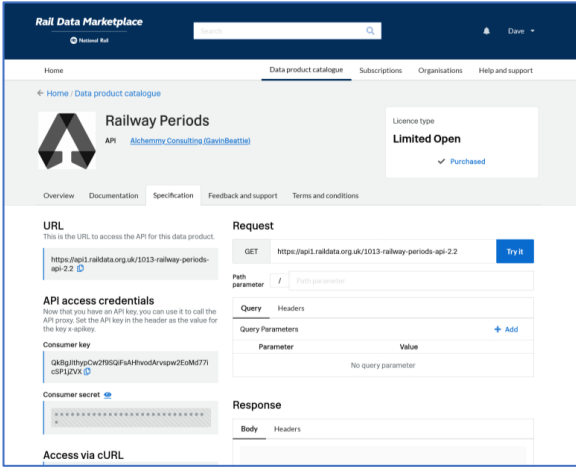 Rail Data Marketplace
National Rail
Search
Dave
Home
Data product catalogue
Subscriptions
Organisations
Help and support
← Home / Data product catalogue
Railway Periods
API Alchemmy Consulting (GavinBeattie)
Licence type
Limited Open
✓ Purchased
Overview
Documentation
Specification
Feedback and support
Terms and conditions
URL
This is the URL to access the API for this data product.
https://api1.raildata.org.uk/1013-railway-periods-
api-2.2
API access credentials
Now that you have an API key, you can use it to call the
API proxy. Set the API key in the header as the value for
the key x-apikey.
Consumer key
Consumer secret
Access via cURL
Request
GET https://api1.raildata.org.uk/1013-railway-periods-api-2.2 Try it
Path
parameter / Path parameter
Query
Headers
Query Parameters
+ Add
Parameter
Value
No query parameter
Response
Body
Headers